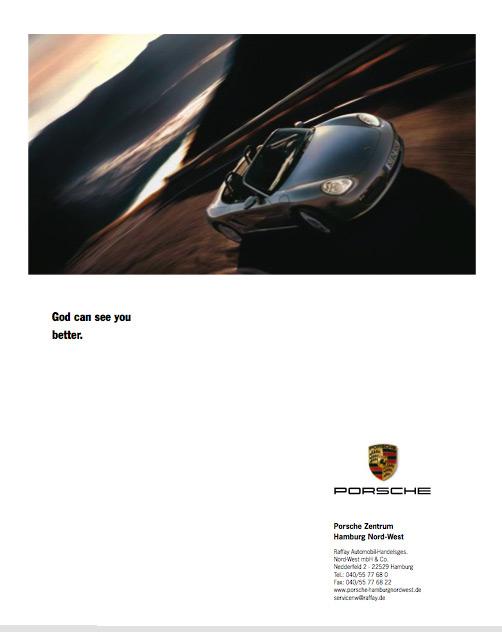 God can see you
better.
PORSCHE
Porsche Zentrum
Hamburg Nord-West
Raffay Automobil-Handelsges.
Nord-West mbH & Co.
Nedderfeld 2 - 22529 Hamburg
Tel.: 040/55 77 68 0
Fax: 040/55 77 68 22
www.porsche-hamburgnordwest.de
servicenw@raffay.de